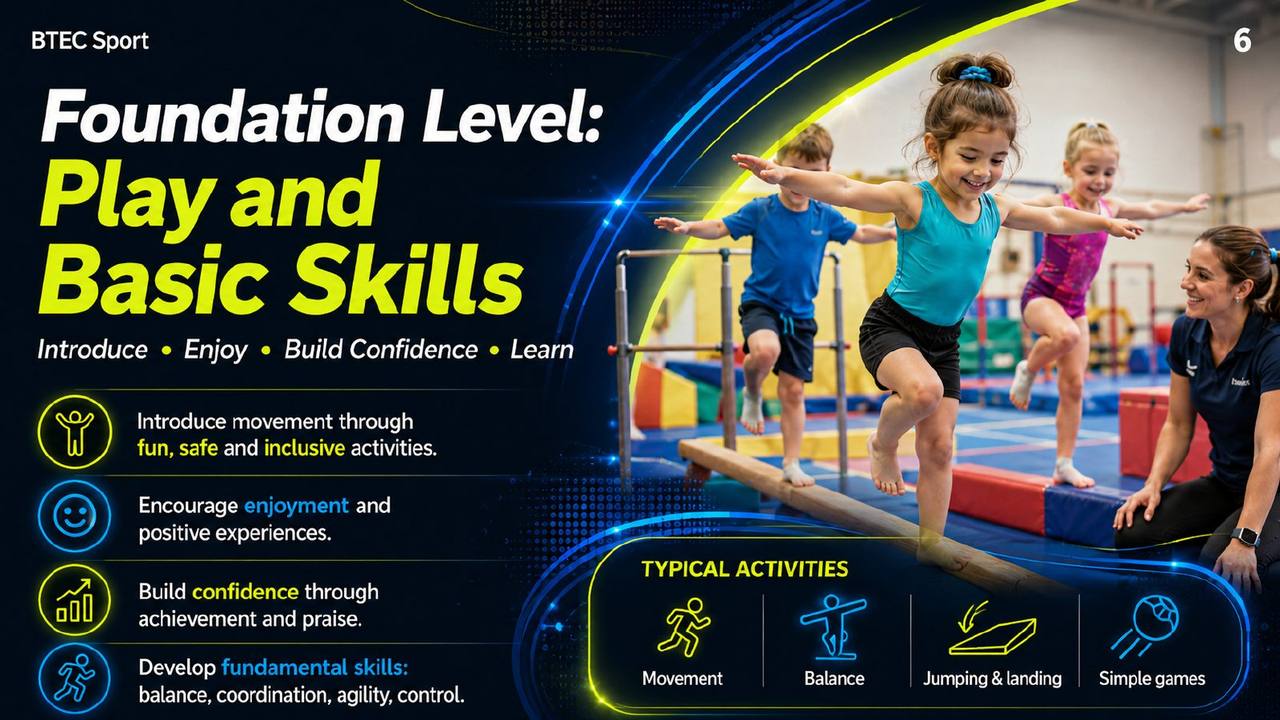 BTEC Sport
6
Foundation Level:
Play and
Basic Skills
Introduce • Enjoy • Build Confidence • Learn
Introduce movement through
fun, safe and inclusive activities.
Encourage enjoyment and
positive experiences.
Build confidence through
achievement and praise.
Develop fundamental skills:
balance, coordination, agility, control.
TYPICAL ACTIVITIES
Movement
Balance
Jumping & landing
Simple games